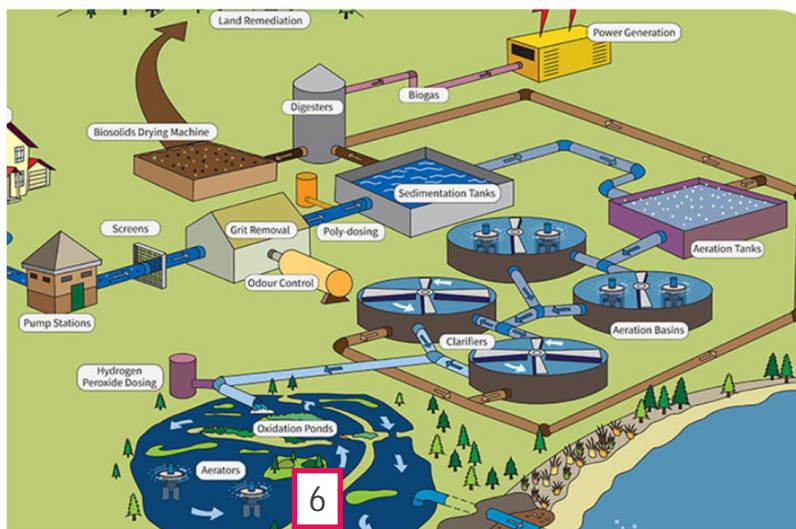 Land Remediation
Power Generation
Digesters
Biogas
Biosolids Drying Machine
Sedimentation Tanks
Screens
Grit Removal
Poly-dosing
Aeration Tanks
Odour Control
Pump Stations
Aeration Basins
Clarifiers
Hydrogen
Peroxide Dosing
Oxidation Ponds
Aerators
6